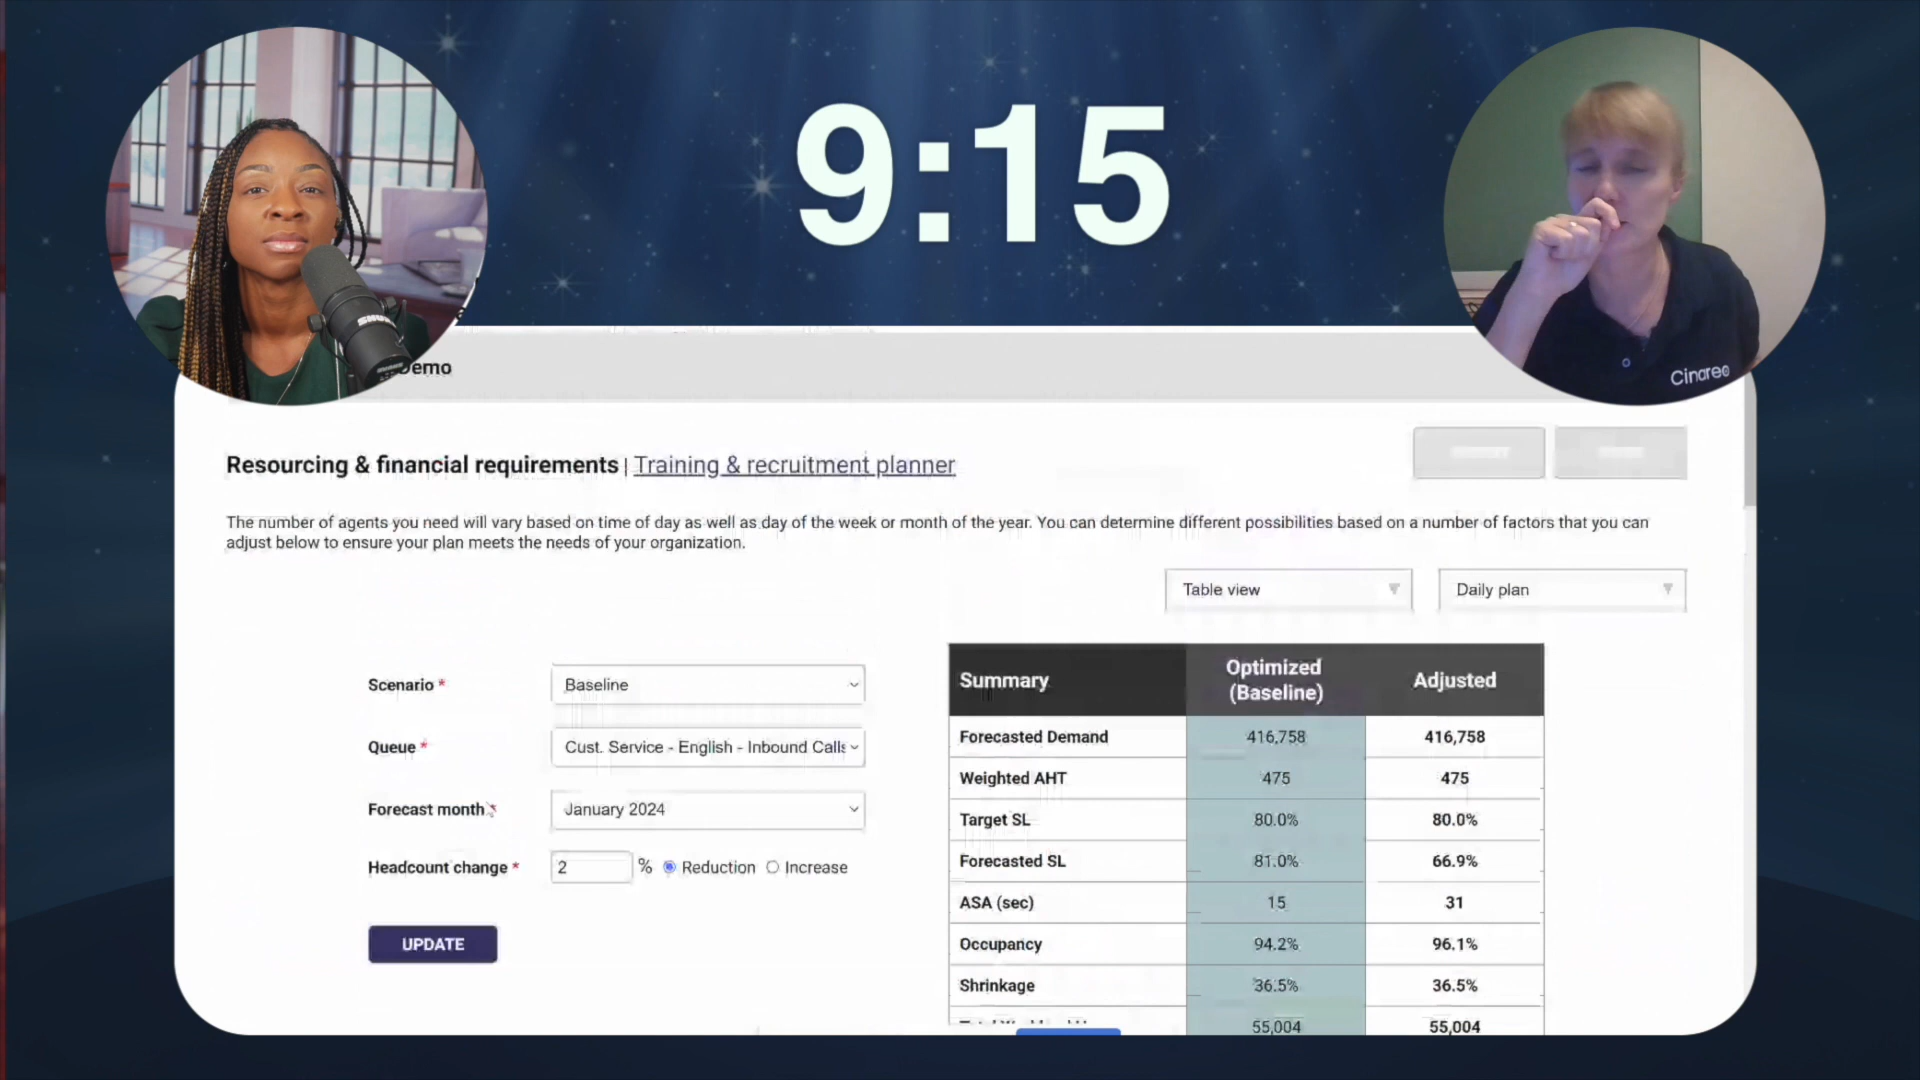 9:15
SHURE
Cinareo
Demo
Resourcing & financial requirements | Training & recruitment planner
The number of agents you need will vary based on time of day as well as day of the week or month of the year. You can determine different possibilities based on a number of factors that you can
adjust below to ensure your plan meets the needs of your organization.
Table view
Daily plan
Scenario *
Baseline
Queue *
Cust. Service - English - Inbound Calls
Forecast month *
January 2024
Headcount change *
2
%
Reduction
Increase
UPDATE
Summary Optimized (Baseline) Adjusted
Forecasted Demand 416,758 416,758
Weighted AHT 475 475
Target SL 80.0% 80.0%
Forecasted SL 81.0% 66.9%
ASA (sec) 15 31
Occupancy 94.2% 96.1%
Shrinkage 36.5% 36.5%
55,004 55,004